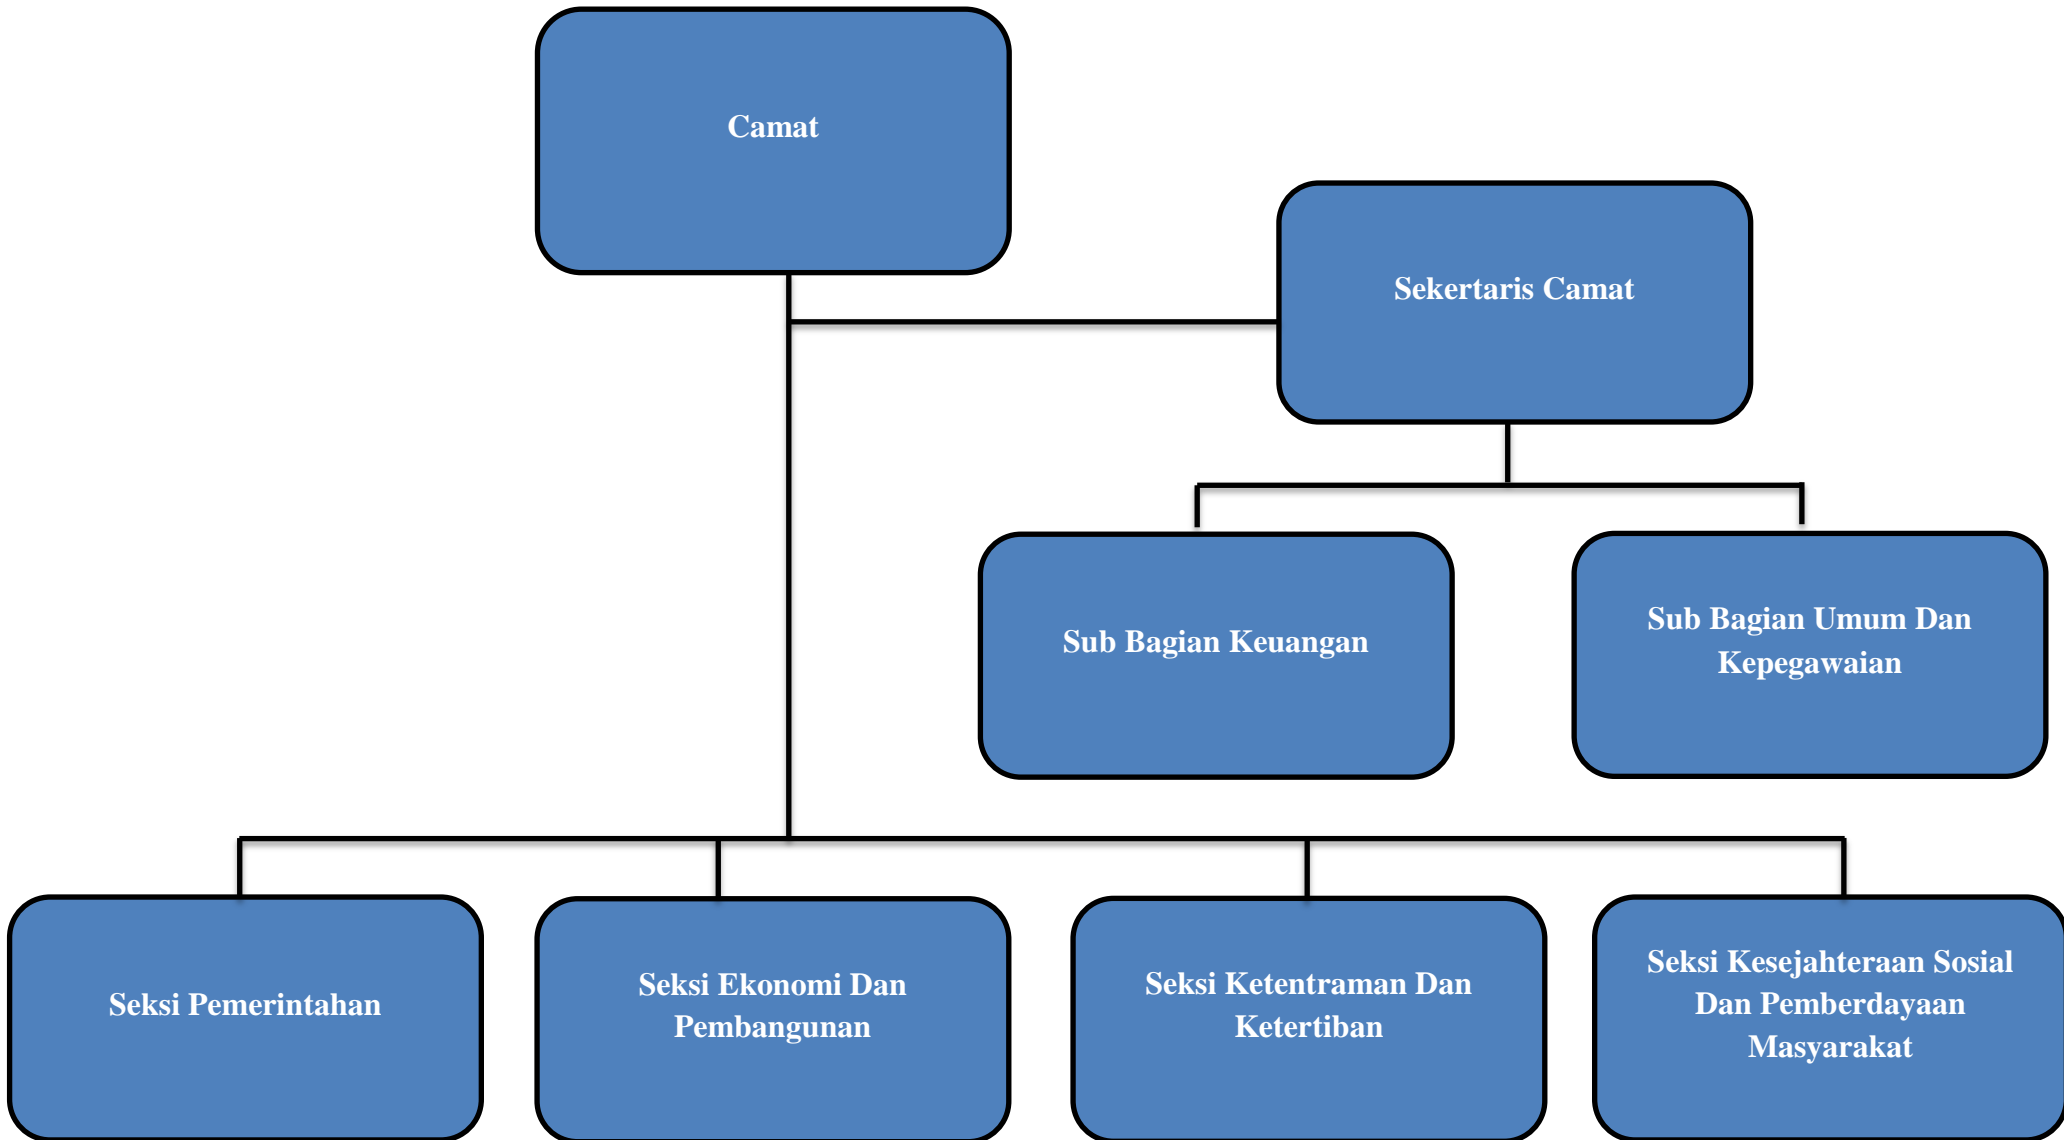 Camat
Sekertaris Camat
Sub Bagian Keuangan
Sub Bagian Umum Dan
Kepegawaian
Seksi Pemerintahan
Seksi Ekonomi Dan
Pembangunan
Seksi Ketentraman Dan
Ketertiban
Seksi Kesejahteraan Sosial
Dan Pemberdayaan
Masyarakat